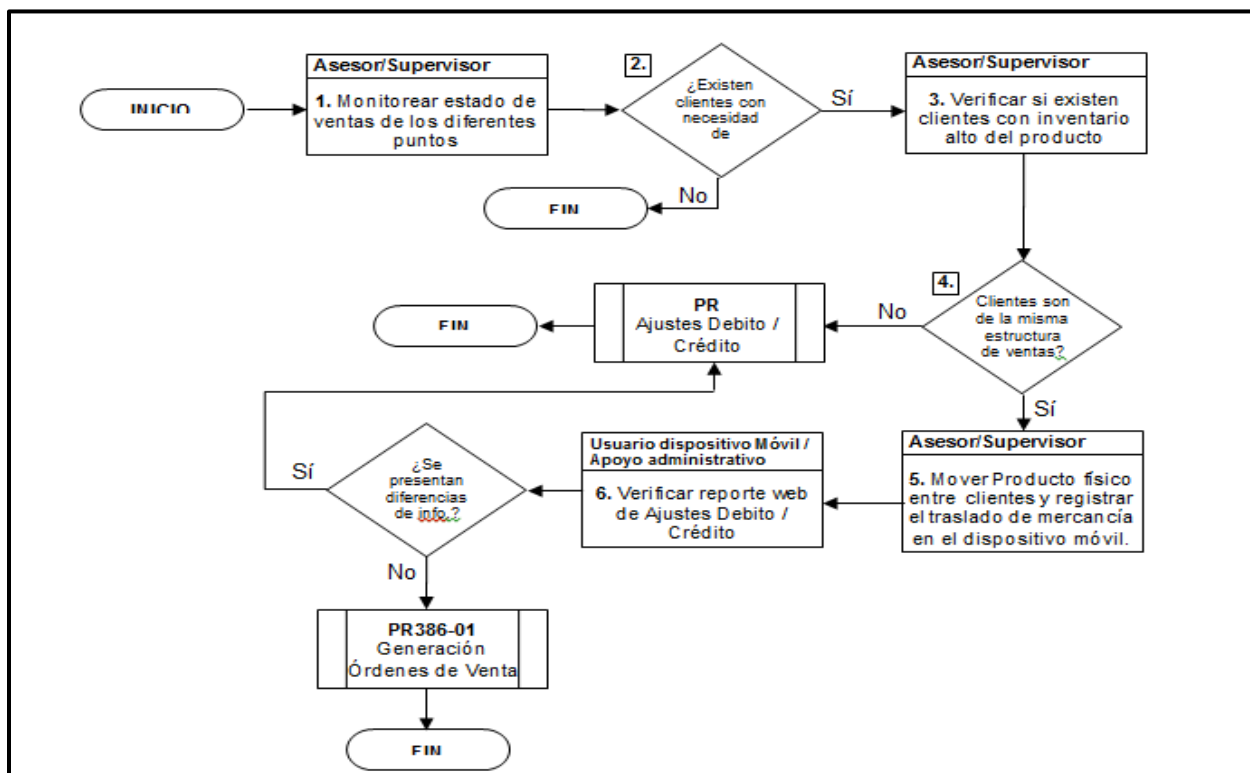 INICIO
Asesor/Supervisor
1. Monitorear estado de
ventas de los diferentes
puntos
2.
¿Existen
clientes con
necesidad
de
Sí
Asesor/Supervisor
3. Verificar si existen
clientes con inventario
alto del producto
No
FIN
4.
Clientes son
de la misma
estructura
de ventas?
No
PR
Ajustes Debito /
Crédito
FIN
Sí
Asesor/Supervisor
5. Mover Producto físico
entre clientes y registrar
el traslado de mercancía
en el dispositivo móvil.
Usuario dispositivo Móvil /
Apoyo administrativo
6. Verificar reporte web
de Ajustes Debito /
Crédito
¿Se
presentan
diferencias
de info.?
Sí
No
PR386-01
Generación
Órdenes de Venta
FIN